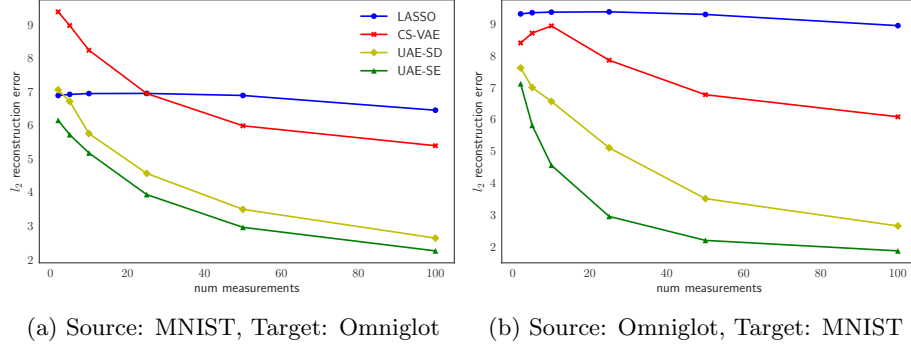 LASSO
CS-VAE
UAE-SD
UAE-SE
l₂ reconstruction error
9
8
7
6
5
4
3
2
0 20 40 60 80 100
num measurements
(a) Source: MNIST, Target: Omniglot
l₂ reconstruction error
9
8
7
6
5
4
3
2
0 20 40 60 80 100
num measurements
(b) Source: Omniglot, Target: MNIST